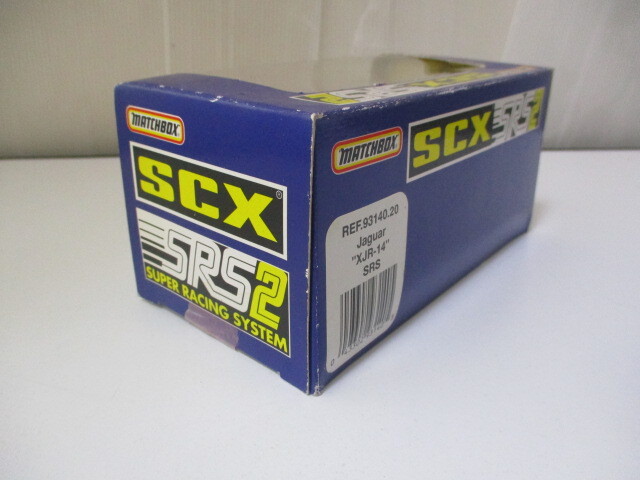 MATCHBOX
SCX®
SRS2
SUPER RACING SYSTEM
MATCHBOX
SCX SRS2
REF.93140.20
Jaguar
"XJR-14"
SRS